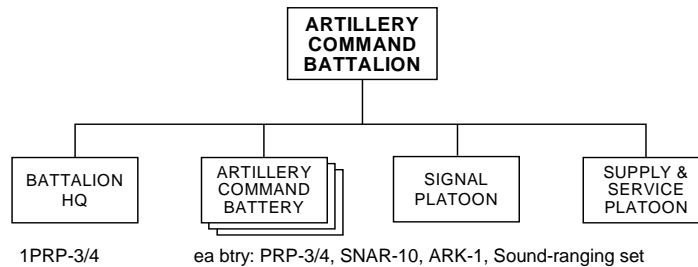 ARTILLERY
COMMAND
BATTALION
BATTALION
HQ
ARTILLERY
COMMAND
BATTERY
SIGNAL
PLATOON
SUPPLY &
SERVICE
PLATOON
1PRP-3/4
ea btry: PRP-3/4, SNAR-10, ARK-1, Sound-ranging set